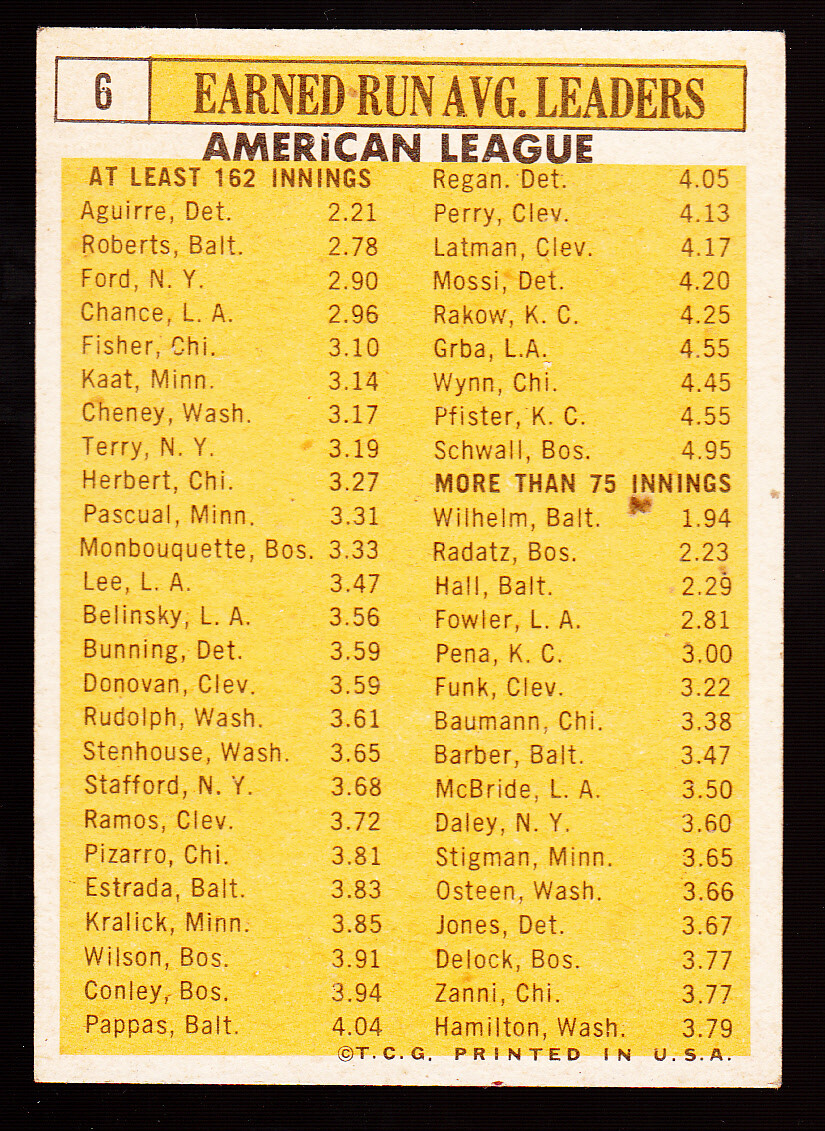 6
EARNED RUN AVG. LEADERS
AMERICAN LEAGUE
AT LEAST 162 INNINGS
Aguirre, Det. 2.21
Roberts, Balt. 2.78
Ford, N. Y. 2.90
Chance, L. A. 2.96
Fisher, Chi. 3.10
Kaat, Minn. 3.14
Cheney, Wash. 3.17
Terry, N. Y. 3.19
Herbert, Chi. 3.27
Pascual, Minn. 3.31
Monbouquette, Bos. 3.33
Lee, L. A. 3.47
Belinsky, L. A. 3.56
Bunning, Det. 3.59
Donovan, Clev. 3.59
Rudolph, Wash. 3.61
Stenhouse, Wash. 3.65
Stafford, N. Y. 3.68
Ramos, Clev. 3.72
Pizarro, Chi. 3.81
Estrada, Balt. 3.83
Kralick, Minn. 3.85
Wilson, Bos. 3.91
Conley, Bos. 3.94
Pappas, Balt. 4.04
Regan. Det. 4.05
Perry, Clev. 4.13
Latman, Clev. 4.17
Mossi, Det. 4.20
Rakow, K. C. 4.25
Grba, L.A. 4.55
Wynn, Chi. 4.45
Pfister, K. C. 4.55
Schwall, Bos. 4.95
MORE THAN 75 INNINGS
Wilhelm, Balt. 1.94
Radatz, Bos. 2.23
Hall, Balt. 2.29
Fowler, L. A. 2.81
Pena, K. C. 3.00
Funk, Clev. 3.22
Baumann, Chi. 3.38
Barber, Balt. 3.47
McBride, L. A. 3.50
Daley, N. Y. 3.60
Stigman, Minn. 3.65
Osteen, Wash. 3.66
Jones, Det. 3.67
Delock, Bos. 3.77
Zanni, Chi. 3.77
Hamilton, Wash. 3.79
©T.C.G. PRINTED IN U.S.A.